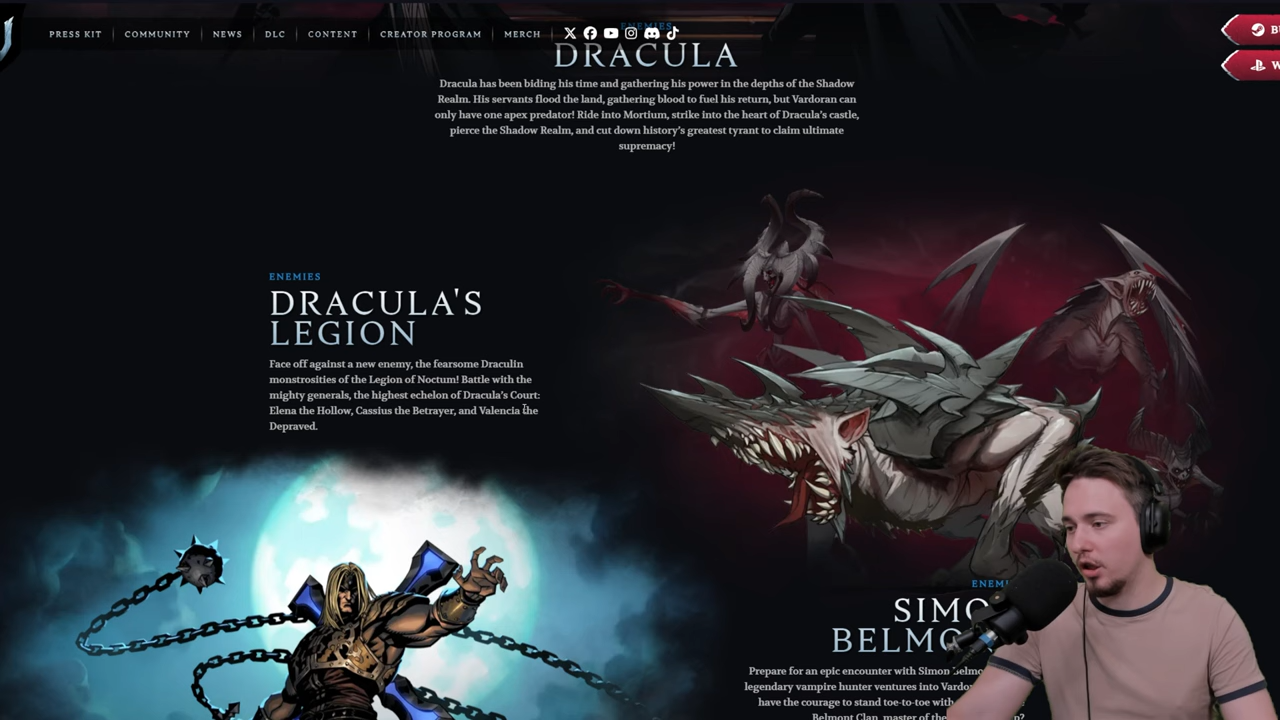 PRESS KIT
COMMUNITY
NEWS
DLC
CONTENT
CREATOR PROGRAM
MERCH
ENEMIES
DRACULA
Dracula has been biding his time and gathering his power in the depths of the Shadow
Realm. His servants flood the land, gathering blood to fuel his return, but Vardoran can
only have one apex predator! Ride into Mortium, strike into the heart of Dracula's castle,
pierce the Shadow Realm, and cut down history's greatest tyrant to claim ultimate
supremacy!
ENEMIES
DRACULA'S
LEGION
Face off against a new enemy, the fearsome Draculin
monstrosities of the Legion of Noctum! Battle with the
mighty generals, the highest echelon of Dracula's Court:
Elena the Hollow, Cassius the Betrayer, and Valencia the
Depraved.
Prepare for an epic encounter with Simon
legendary vampire hunter ventures into
have the courage to stand toe-to-toe with
Belmont Clan, master of the